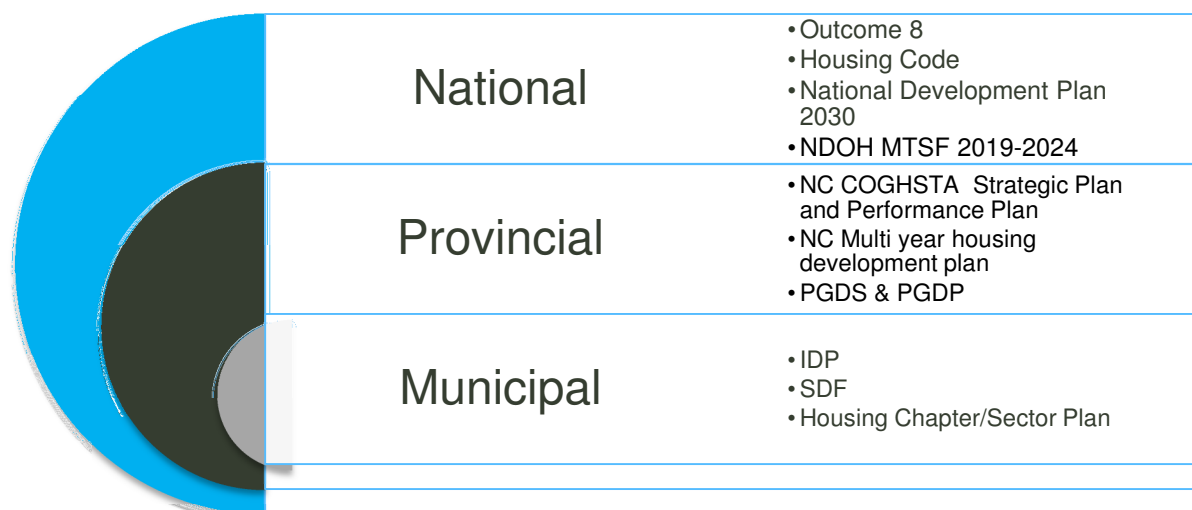 National
•Outcome 8
•Housing Code
•National Development Plan
2030
•NDOH MTSF 2019-2024
Provincial
•NC COGHSTA Strategic Plan
and Performance Plan
•NC Multi year housing
development plan
•PGDS & PGDP
Municipal
•IDP
•SDF
•Housing Chapter/Sector Plan